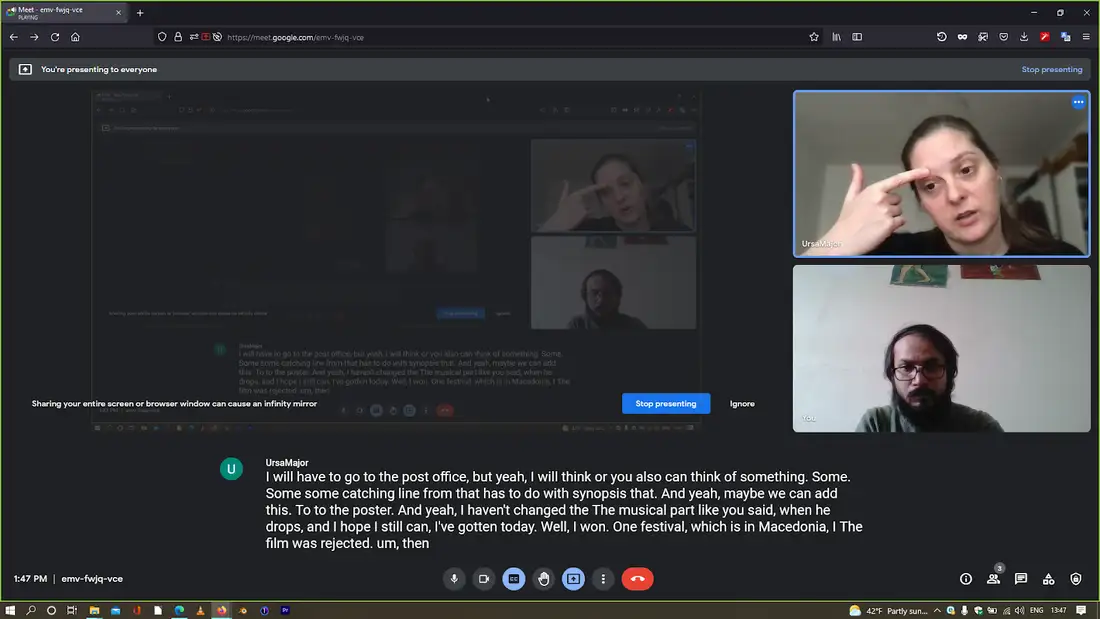 Meet - emv-fwjq-vce
PLAYING
https://meet.google.com/emv-fwjq-vce
You're presenting to everyone
Stop presenting
UrsaMajor
You
Sharing your entire screen or browser window can cause an infinity mirror
Stop presenting
Ignore
U
UrsaMajor
I will have to go to the post office, but yeah, I will think or you also can think of something. Some.
Some some catching line from that has to do with synopsis that. And yeah, maybe we can add
this. To to the poster. And yeah, I haven't changed the The musical part like you said, when he
drops, and I hope I still can, I've gotten today. Well, I won. One festival, which is in Macedonia, I The
film was rejected. um, then
1:47 PM | emv-fwjq-vce
3
42°F Partly sun...
ENG
13:47